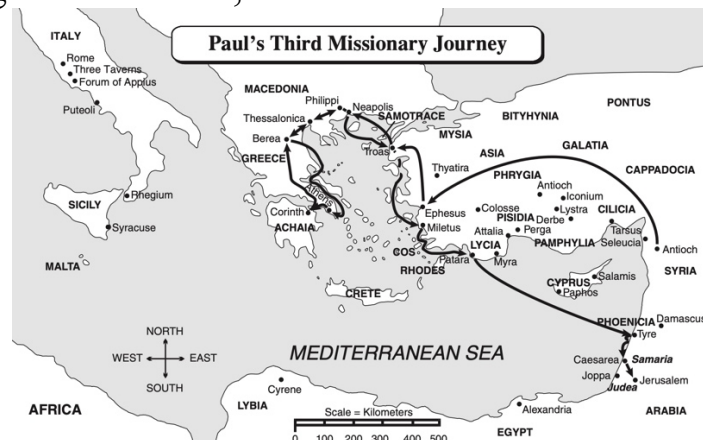 Paul's Third Missionary Journey
ITALY
Rome
Three Taverns
Forum of Appius
Puteoli
MACEDONIA
Philippi
Neapolis
Thessalonica
SAMOTRACE
BITYHYNIA
PONTUS
Berea
MYSIA
GREECE
Troas
ASIA
GALATIA
Thyatira
PHRYGIA
CAPPADOCIA
Antioch
Iconium
SICILY
Rhegium
Athens
Ephesus
Colosse
Lystra
CILICIA
Corinth
PISIDIA
Derbe
Syracuse
ACHAIA
Miletus
Attalia
Perga
Tarsus
LYCIA
PAMPHYLIA
Seleucia
Antioch
MALTA
COS
Patara
Myra
SYRIA
RHODES
CYPRUS
Salamis
CRETE
Paphos
PHOENICIA
Damascus
Tyre
NORTH
WEST
EAST
SOUTH
MEDITERRANEAN SEA
Caesarea
Samaria
Joppa
Judea
Jerusalem
Cyrene
AFRICA
LYBIA
Alexandria
ARABIA
Scale = Kilometers
EGYPT
0 100 200 300 400 500